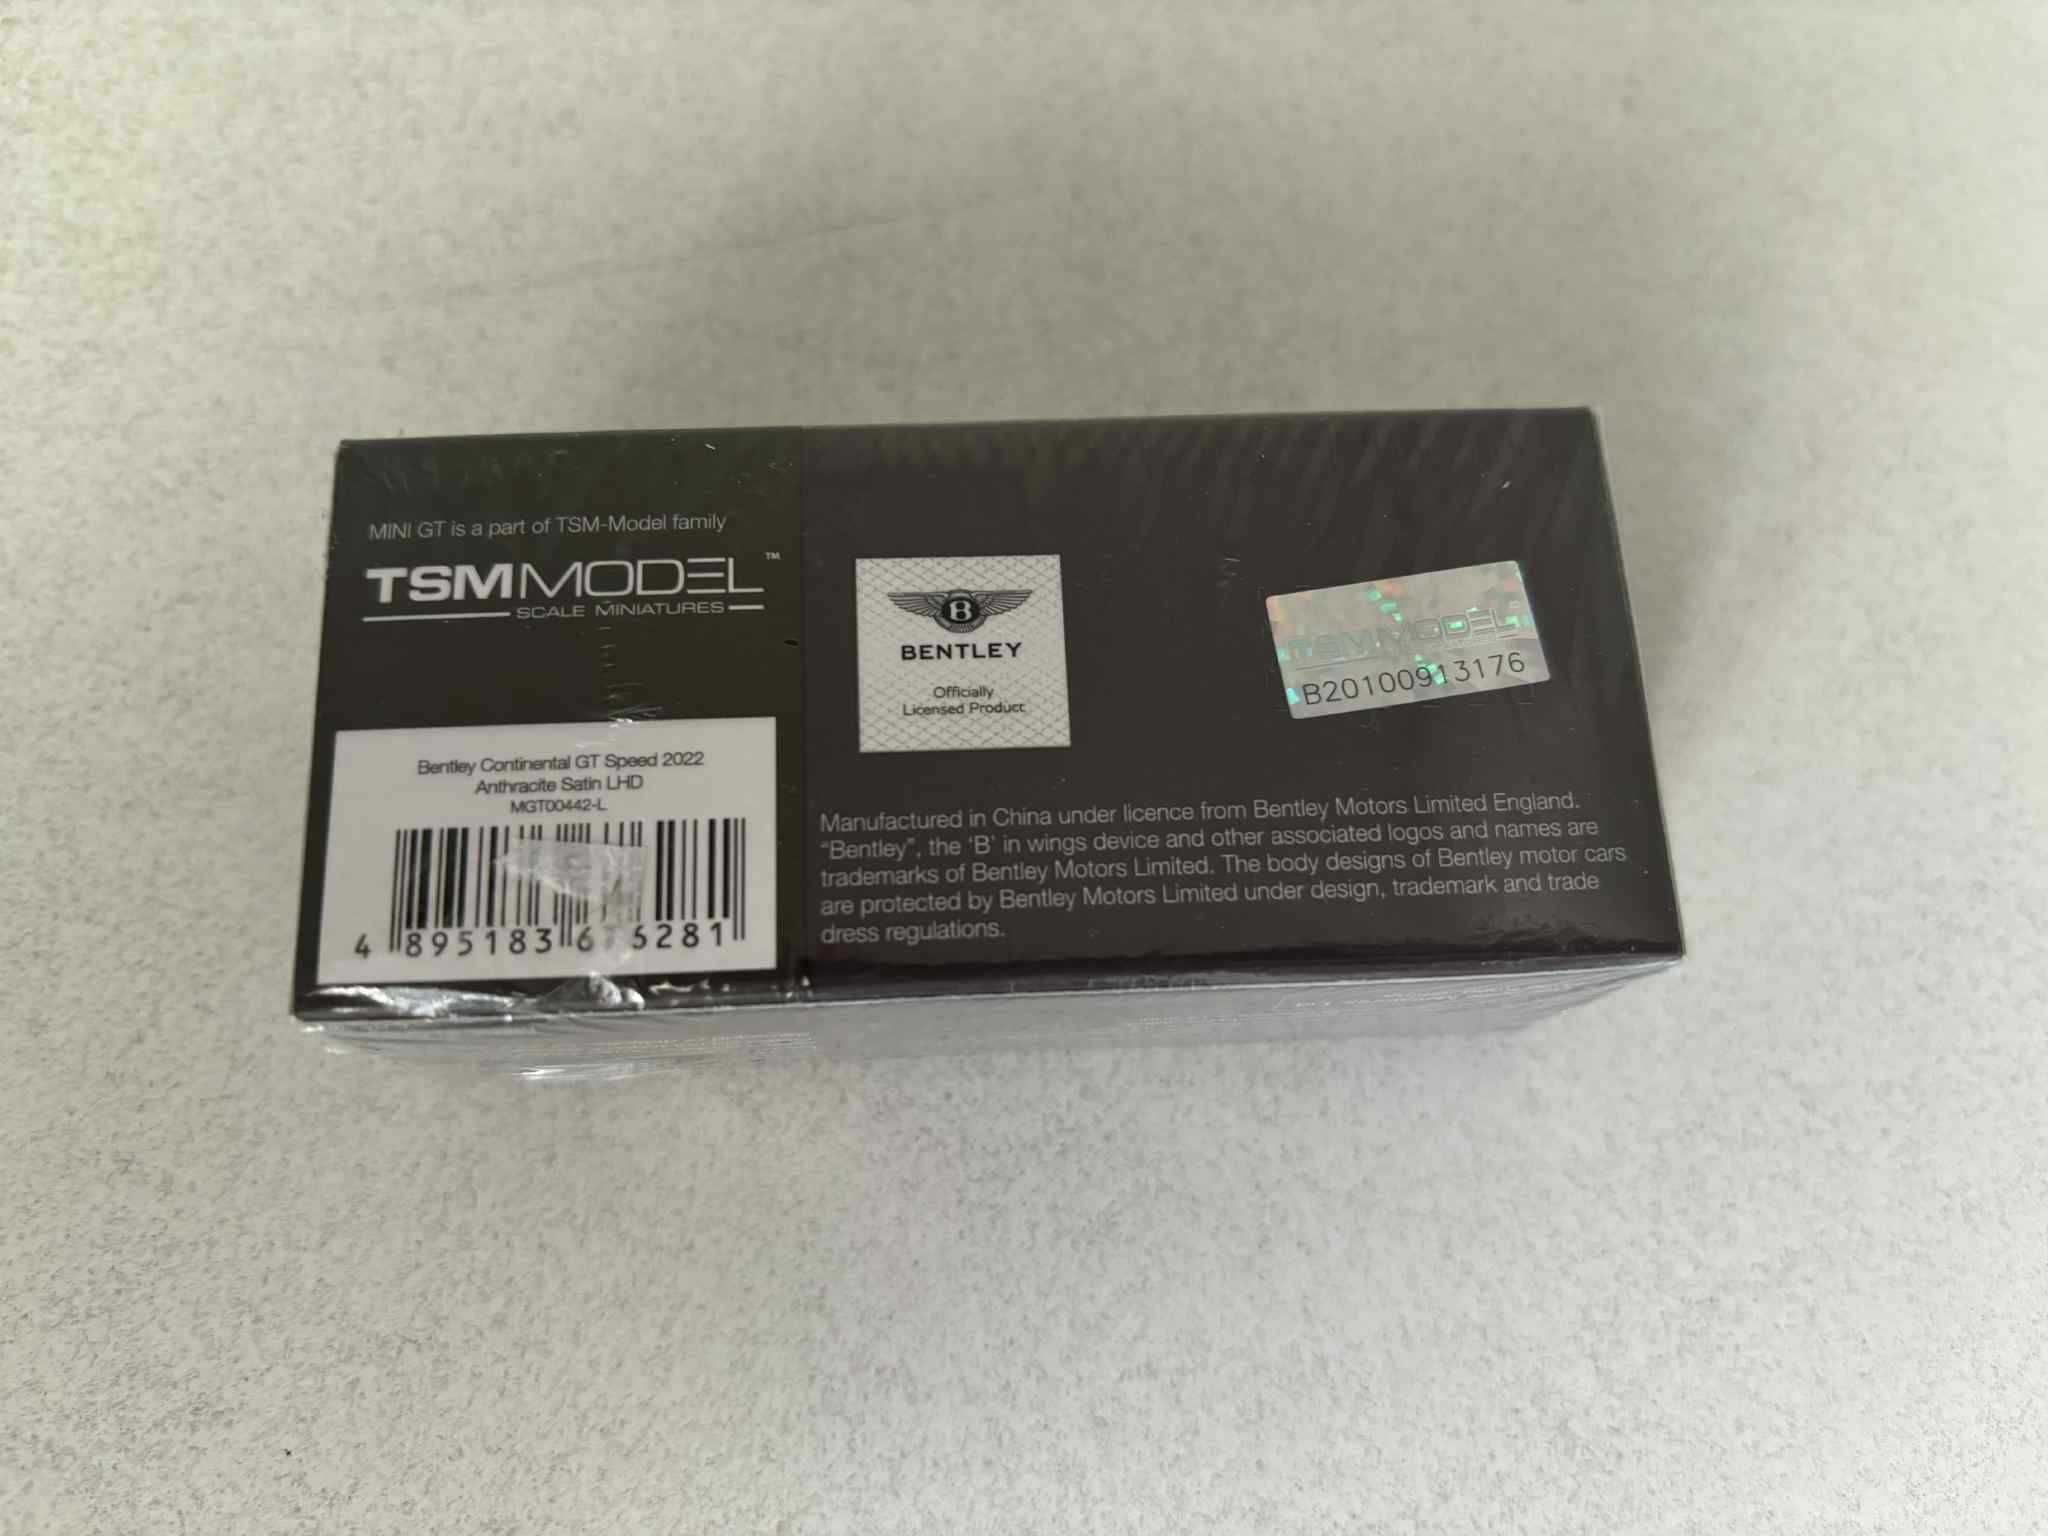 MINI GT is a part of TSM-Model family
TSMMODEL™
SCALE MINIATURES
Bentley Continental GT Speed 2022
Anthracite Satin LHD
MGT00442-L
4 895183 676281
BENTLEY
Officially
Licensed Product
TSMMODEL
B20100913176
Manufactured in China under licence from Bentley Motors Limited England.
“Bentley”, the ‘B’ in wings device and other associated logos and names are
trademarks of Bentley Motors Limited. The body designs of Bentley motor cars
are protected by Bentley Motors Limited under design, trademark and trade
dress regulations.